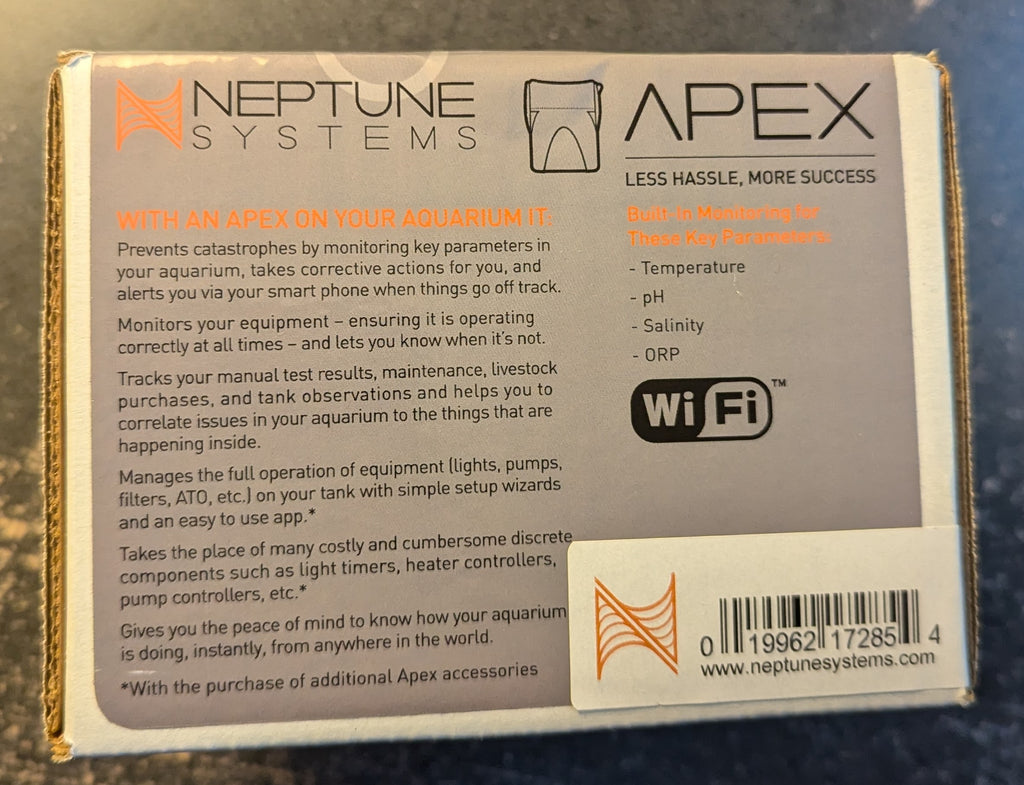 NEPTUNE
SYSTEMS
APEX
LESS HASSLE, MORE SUCCESS
WITH AN APEX ON YOUR AQUARIUM IT:
Prevents catastrophes by monitoring key parameters in
your aquarium, takes corrective actions for you, and
alerts you via your smart phone when things go off track.
Monitors your equipment – ensuring it is operating
correctly at all times – and lets you know when it's not.
Tracks your manual test results, maintenance, livestock
purchases, and tank observations and helps you to
correlate issues in your aquarium to the things that are
happening inside.
Manages the full operation of equipment (lights, pumps,
filters, ATO, etc.) on your tank with simple setup wizards
and an easy to use app.*
Takes the place of many costly and cumbersome discrete
components such as light timers, heater controllers,
pump controllers, etc.*
Gives you the peace of mind to know how your aquarium
is doing, instantly, from anywhere in the world.
*With the purchase of additional Apex accessories
Built-In Monitoring for
These Key Parameters:
- Temperature
- pH
- Salinity
- ORP
WiFi™
0 19962 17285 4
www.neptunesystems.com